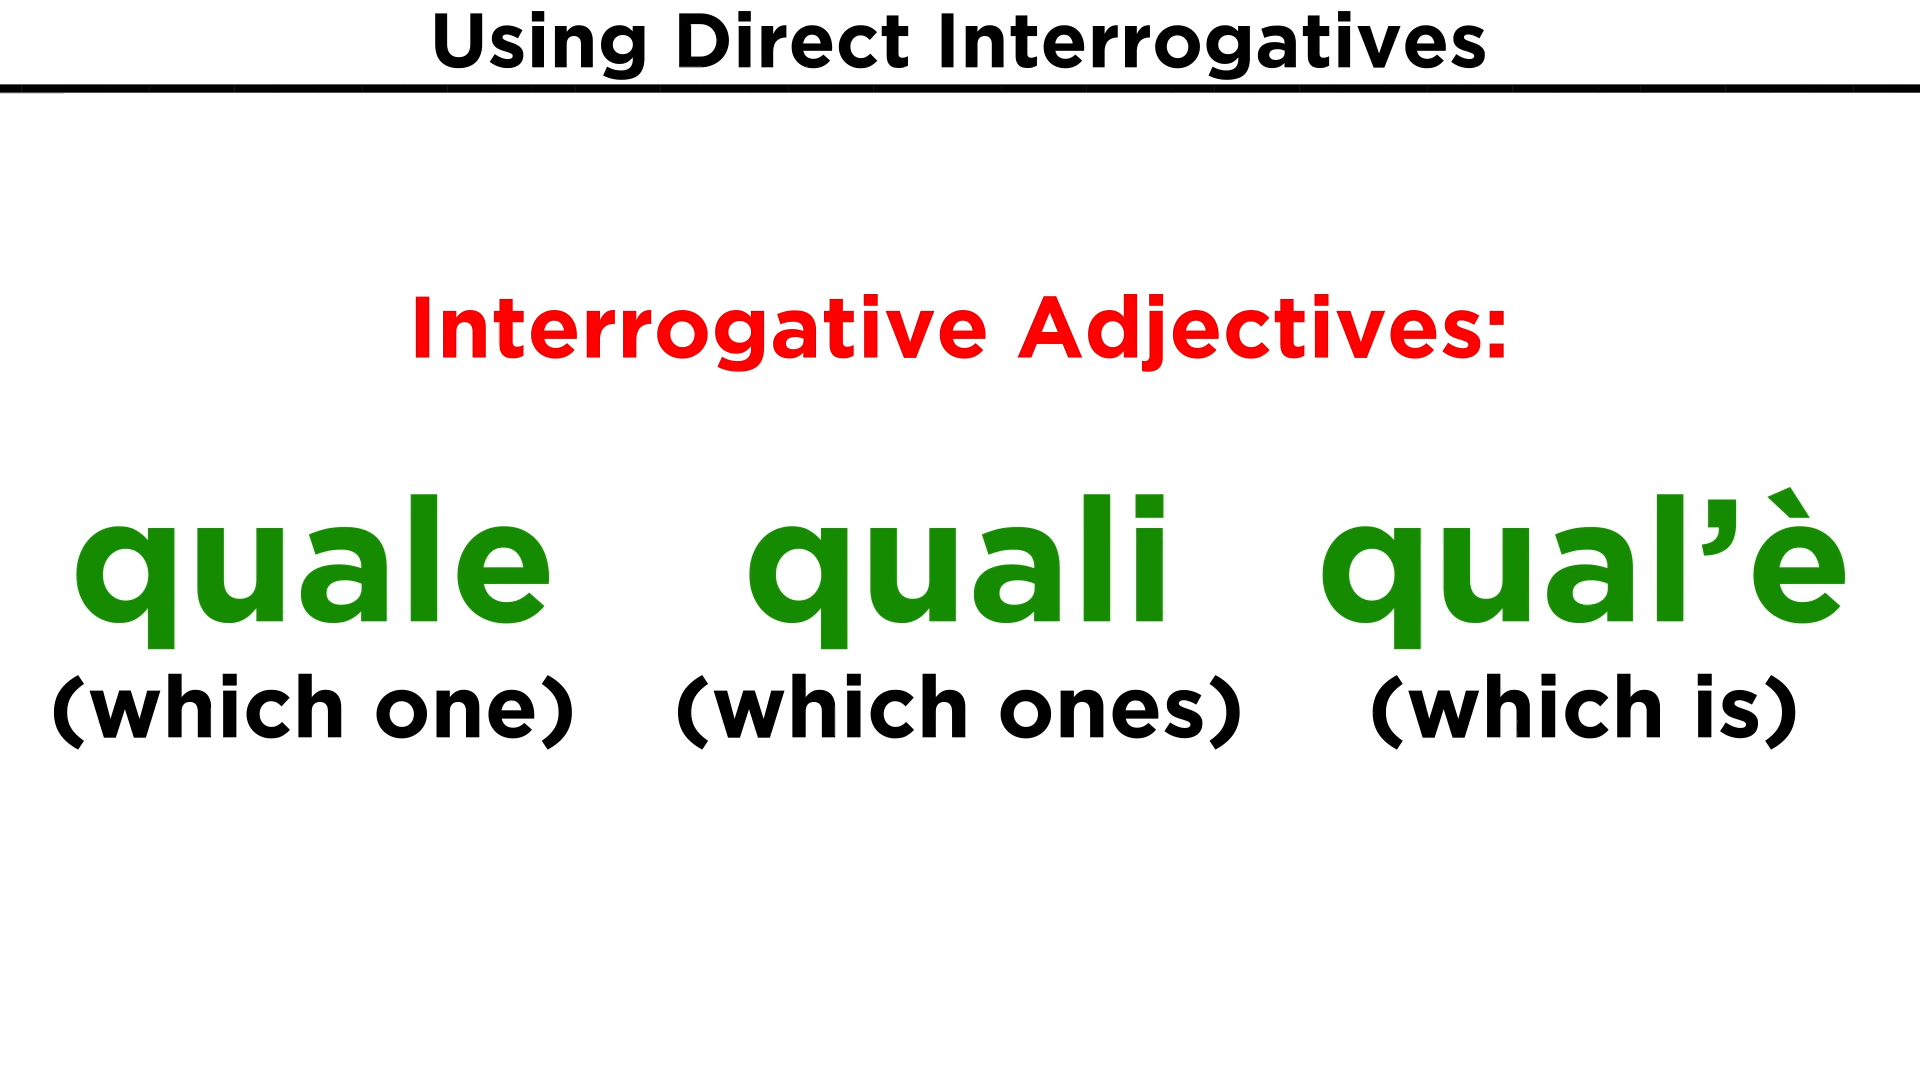 Using Direct Interrogatives
Interrogative Adjectives:
quale quali qual’è
(which one) (which ones) (which is)